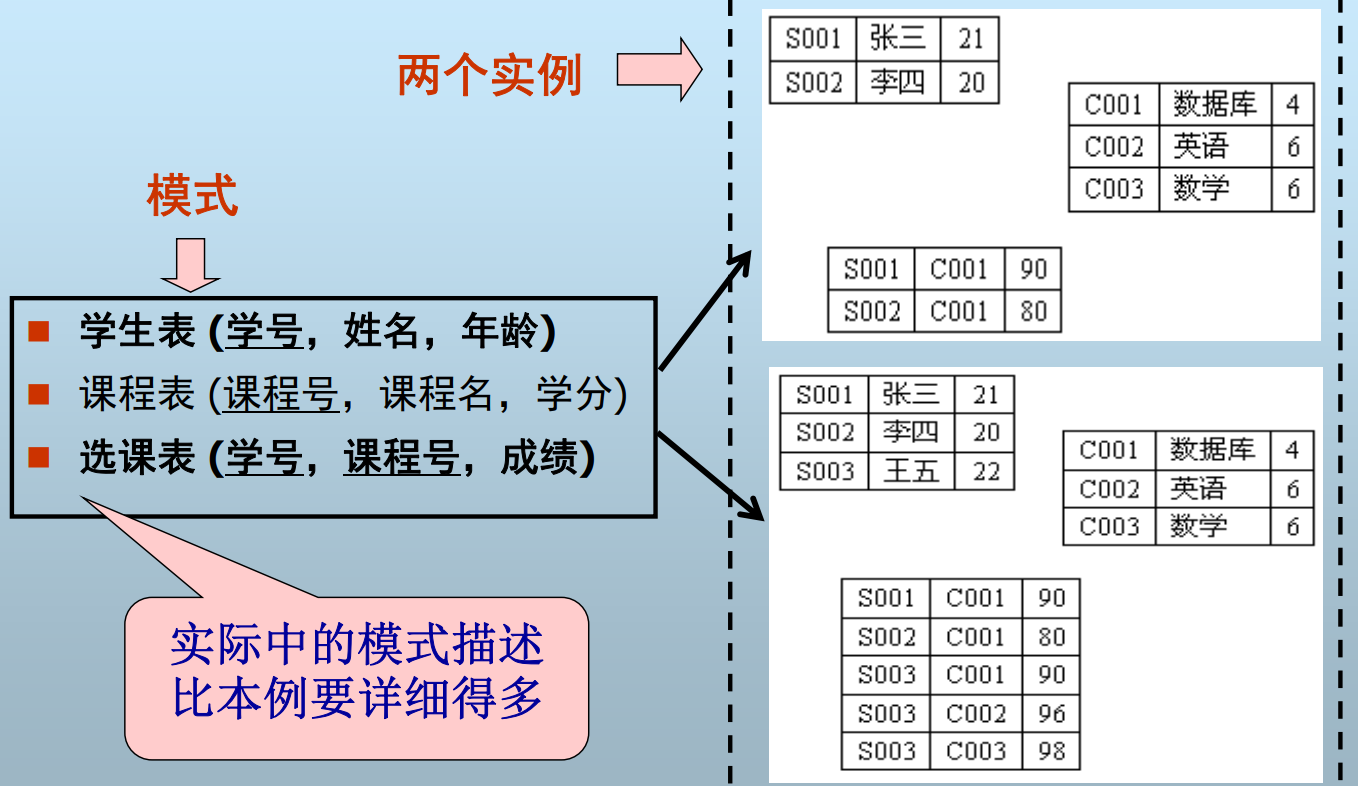 两个实例
模式
学生表 (学号，姓名，年龄)
课程表 (课程号，课程名，学分)
选课表 (学号，课程号，成绩)
实际中的模式描述
比本例要详细得多
S001 张三 21
S002 李四 20
C001 数据库 4
C002 英语 6
C003 数学 6
S001 C001 90
S002 C001 80
S001 张三 21
S002 李四 20
S003 王五 22
C001 数据库 4
C002 英语 6
C003 数学 6
S001 C001 90
S002 C001 80
S003 C001 90
S003 C002 96
S003 C003 98